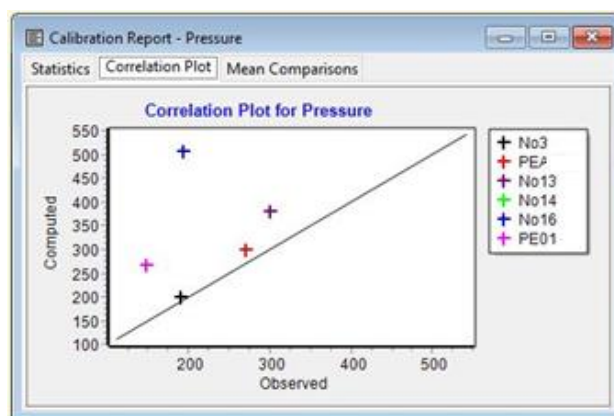 Calibration Report - Pressure
Statistics Correlation Plot Mean Comparisons
Correlation Plot for Pressure
550
500
450
400
350
300
250
200
150
100
Computed
200 300 400 500
Observed
No3
PEA
No13
No14
No16
PE01